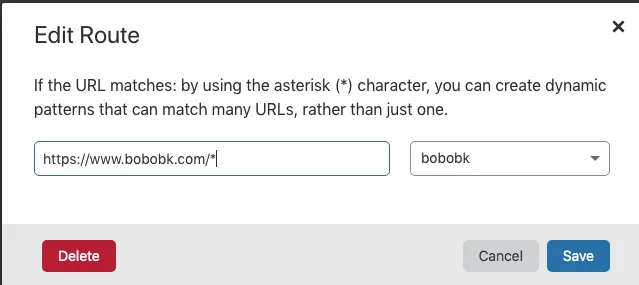 Edit Route
×
If the URL matches: by using the asterisk (*) character, you can create dynamic
patterns that can match many URLs, rather than just one.
https://www.bobobk.com/*
bobobk
Delete
Cancel
Save